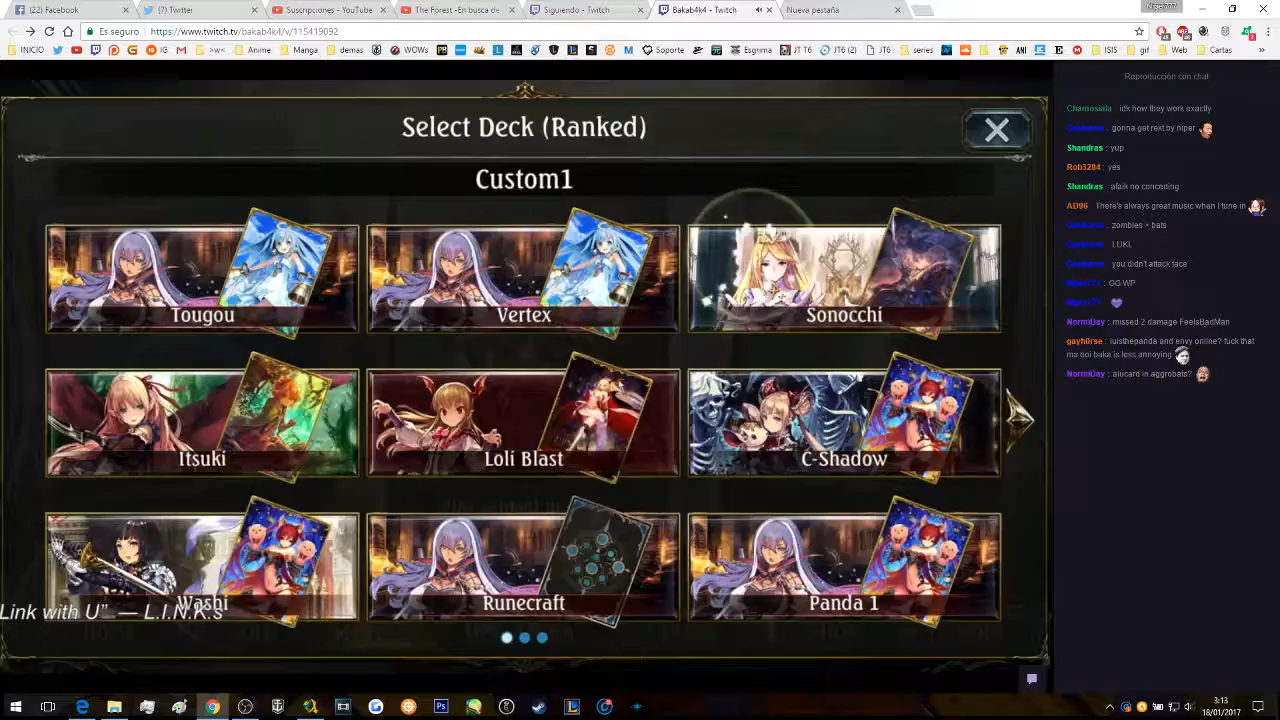 (22) Facebook
(7) Twitter
Suscripciones - YouTube
The Forest -En busca de
Siguiendo - Twitch
Bakab4k4 - Twitch
Nueva pestaña
Niper777
Es seguro
https://www.twitch.tv/bakab4k4/v/115419092
INICIO
>w<
Manga
demas
WOWs
Soporte
Esgrima
JT T6
JT6 (2)
JT6
series
ANI
ISIS
gif
Web
Cartas
Select Deck (Ranked)
Custom1
Tougou
Vertex
Sonocchi
Itsuki
Loli Blast
C-Shadow
Washi
Runecraft
Panda 1
Link with U" — L.I.N.K.s
Reproducción con chat
Chamosiala : idk how they work exactly
gonna get rekt by niper
Shandras : yup
Rob3284 : yes
Shandras : afaik no conceding
AD96 There's always great music when I tune in
zombies > bats
LUKL
you didn't attack face
Niper777 : GG WP
Niper777 :
NormiDay : missed 2 damage FeelsBadMan
gayh0rse : luisthepanda and envy online? fuck that
ma boi baka is less annoying
NormiDay : alucard in aggrobats?
3:13
18/01/2017